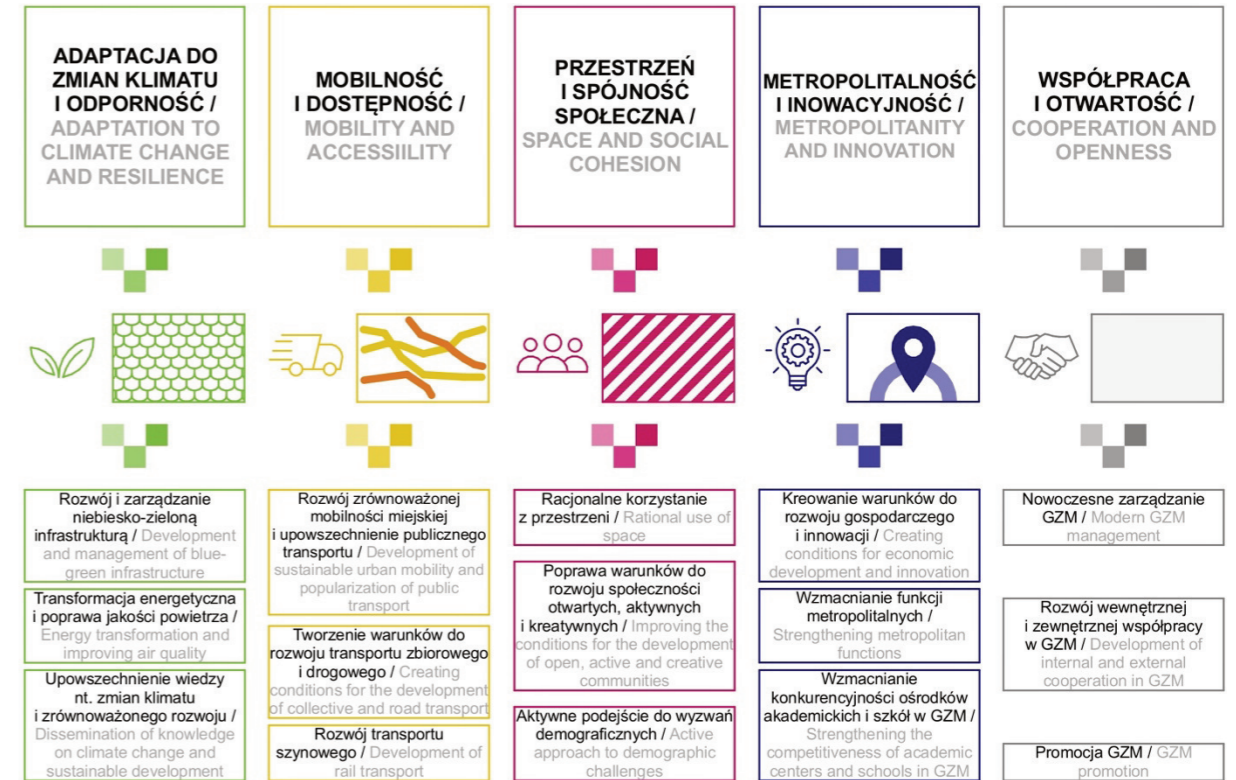 ADAPTACJA DO
ZMIAN KLIMATU
I ODPORNOŚĆ /
ADAPTATION TO
CLIMATE CHANGE
AND RESILIENCE
MOBILNOŚĆ
I DOSTĘPNOŚĆ /
MOBILITY AND
ACCESSIILITY
PRZESTRZEŃ
I SPÓJNOŚĆ
SPOŁECZNA /
SPACE AND SOCIAL
COHESION
METROPOLITALNOŚĆ
I INOWACYJNOŚĆ /
METROPOLITANITY
AND INNOVATION
WSPÓŁPRACA
I OTWARTOŚĆ /
COOPERATION AND
OPENNESS
Rozwój i zarządzanie
niebiesko-zieloną
infrastrukturą / Development
and management of blue-
green infrastructure
Transformacja energetyczna
i poprawa jakości powietrza /
Energy transformation and
improving air quality
Upowszechnienie wiedzy
nt. zmian klimatu
i zrównoważonego rozwoju /
Dissemination of knowledge
on climate change and
sustainable development
Rozwój zrównoważonej
mobilności miejskiej
i upowszechnienie publicznego
transportu / Development of
sustainable urban mobility and
popularization of public
transport
Tworzenie warunków do
rozwoju transportu zbiorowego
i drogowego / Creating
conditions for the development
of collective and road transport
Rozwój transportu
szynowego / Development of
rail transport
Racjonalne korzystanie
z przestrzeni / Rational use of
space
Poprawa warunków do
rozwoju społeczności
otwartych, aktywnych
i kreatywnych / Improving the
conditions for the development
of open, active and creative
communities
Aktywne podejście do wyzwań
demograficznych / Active
approach to demographic
challenges
Kreowanie warunków do
rozwoju gospodarczego
i innowacji / Creating
conditions for economic
development and innovation
Wzmacnianie funkcji
metropolitalnych /
Strengthening metropolitan
functions
Wzmacnianie
konkurencyjności ośrodków
akademickich i szkół w GZM /
Strengthening the
competitiveness of academic
centers and schools in GZM
Nowoczesne zarządzanie
GZM / Modern GZM
management
Rozwój wewnętrznej
i zewnętrznej współpracy
w GZM / Development of
internal and external
cooperation in GZM
Promocja GZM / GZM
promotion